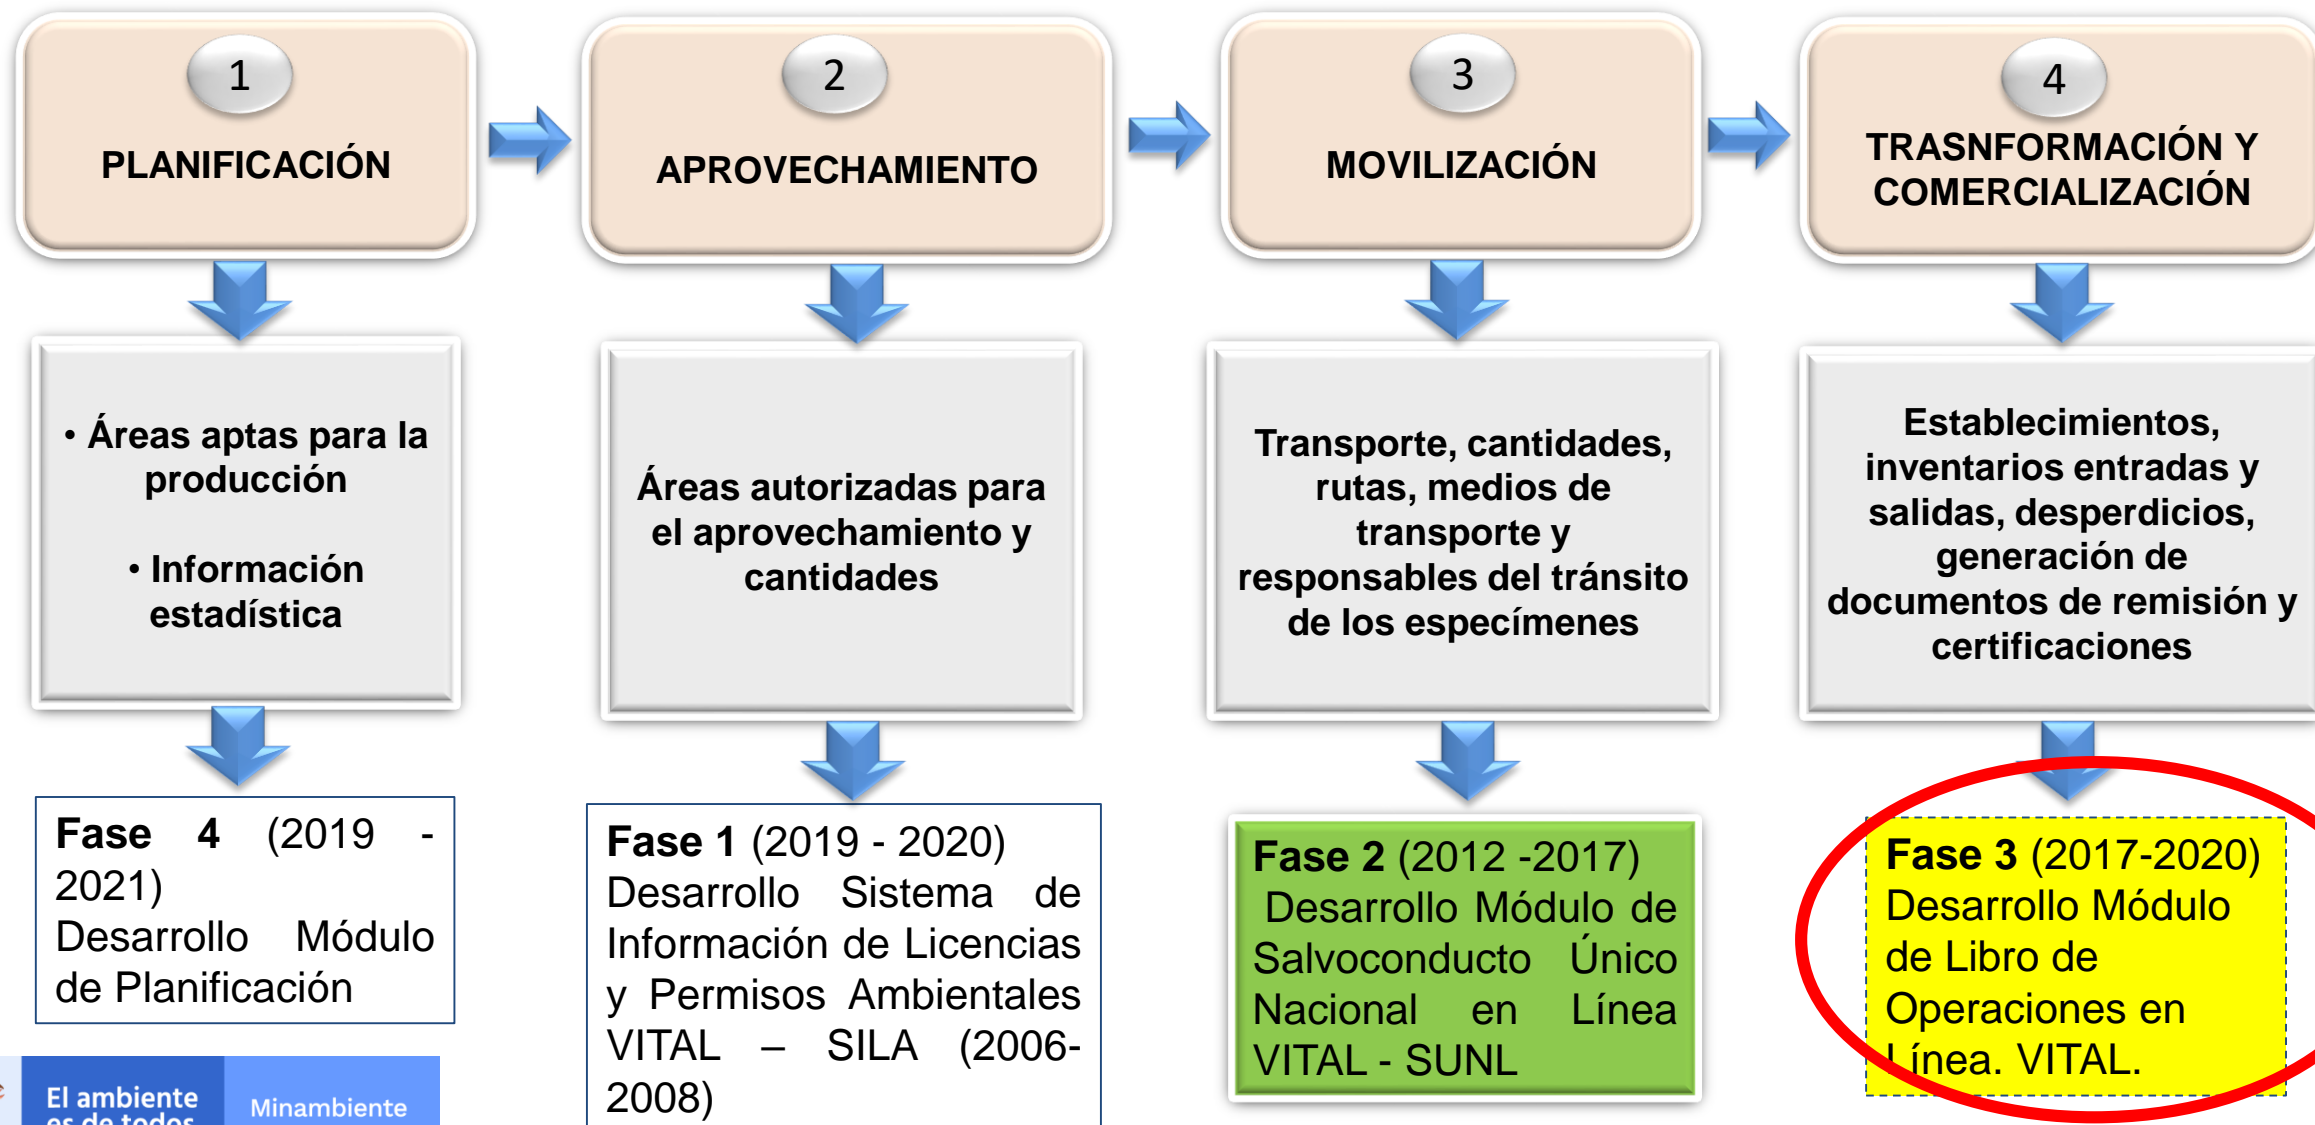 1
PLANIFICACIÓN
2
APROVECHAMIENTO
3
MOVILIZACIÓN
4
TRASNFORMACIÓN Y
COMERCIALIZACIÓN
• Áreas aptas para la
producción
• Información
estadística
Áreas autorizadas para
el aprovechamiento y
cantidades
Transporte, cantidades,
rutas, medios de
transporte y
responsables del tránsito
de los especímenes
Establecimientos,
inventarios entradas y
salidas, desperdicios,
generación de
documentos de remisión y
certificaciones
Fase 4 (2019 -
2021)
Desarrollo Módulo
de Planificación
Fase 1 (2019 - 2020)
Desarrollo Sistema de
Información de Licencias
y Permisos Ambientales
VITAL – SILA (2006-
2008)
Fase 2 (2012 -2017)
Desarrollo Módulo de
Salvoconducto Único
Nacional en Línea
VITAL - SUNL
Fase 3 (2017-2020)
Desarrollo Módulo
de Libro de
Operaciones en
Línea. VITAL.
El ambiente
es de todos
Minambiente